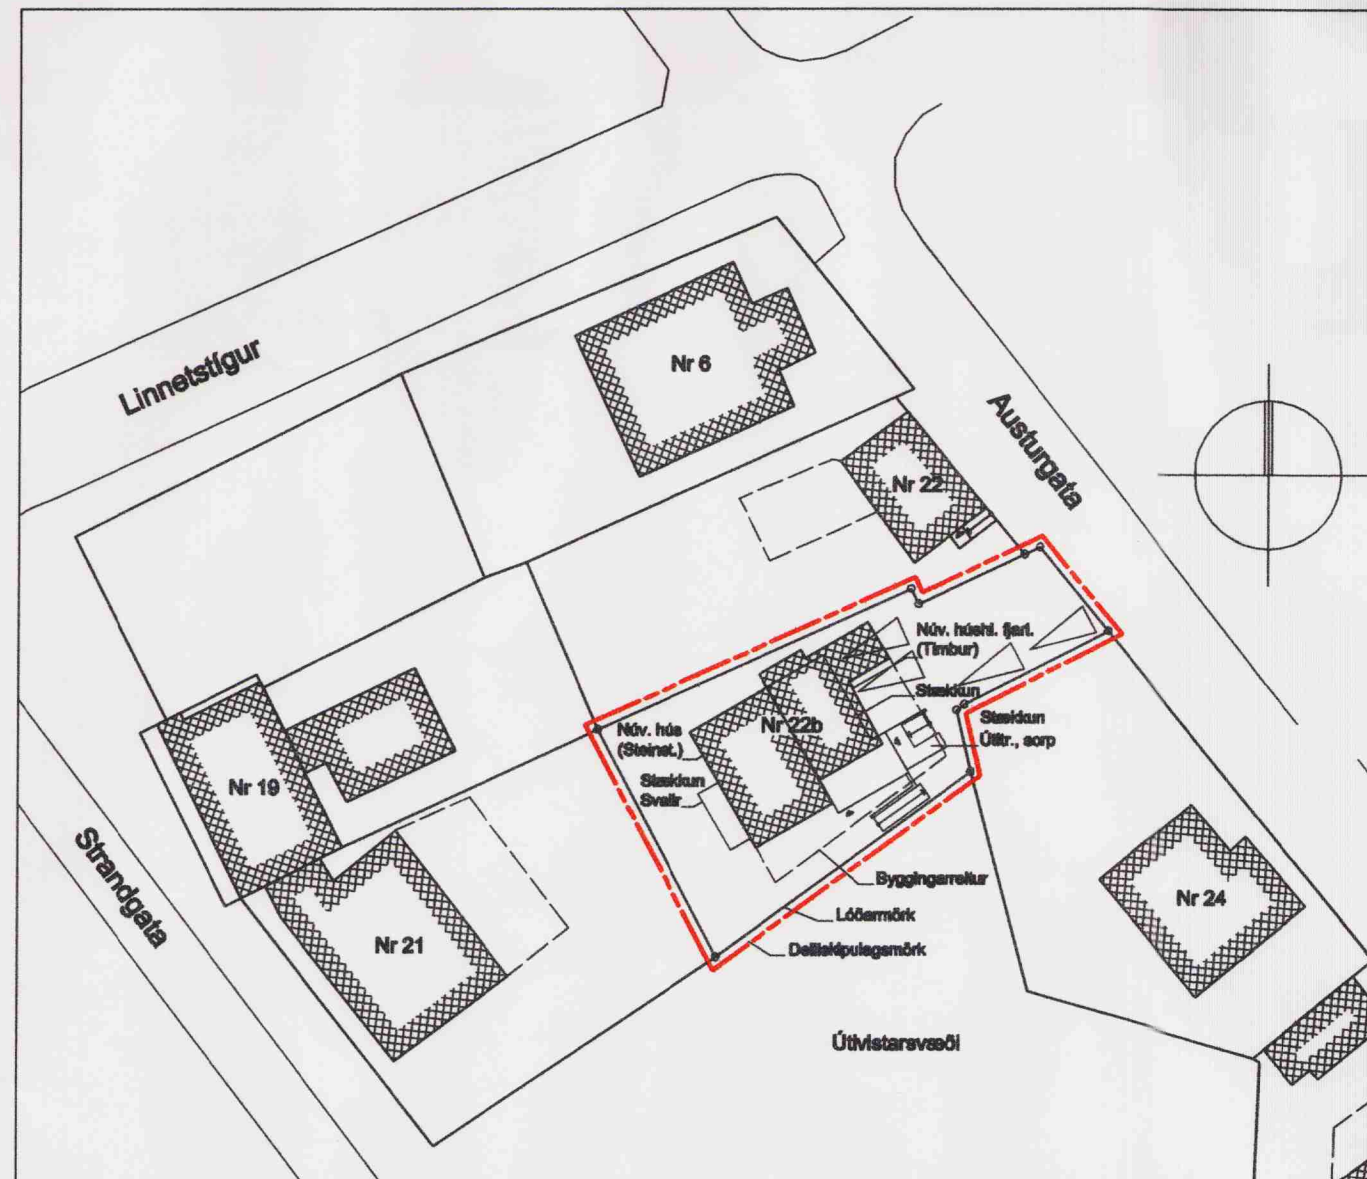 Linnetstígur
Nr 6
Austurgata
Nr 22
Núv. húshl. fjarl.
(Timbur)
Stækkun
Nr 22b
Stækkun
Útitr., sorp
Núv. hús
(Steinst.)
Stækkun
Svalir
Nr 19
Strandgata
Nr 21
Byggingarreitur
Lóðarmörk
Deiliskipulagsmörk
Nr 24
Útivistarsvæði